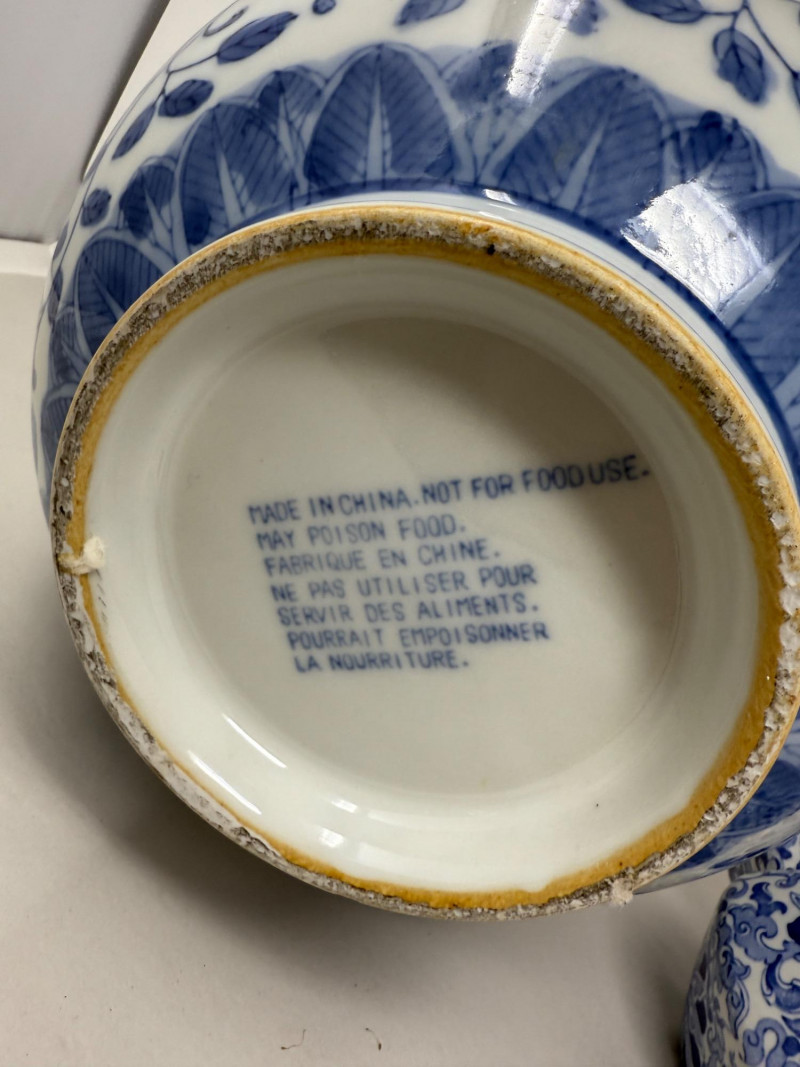 MADE IN CHINA. NOT FOR FOOD USE.
MAY POISON FOOD.
FABRIQUE EN CHINE.
NE PAS UTILISER POUR
SERVIR DES ALIMENTS.
POURRAIT EMPOISONNER
LA NOURRITURE.